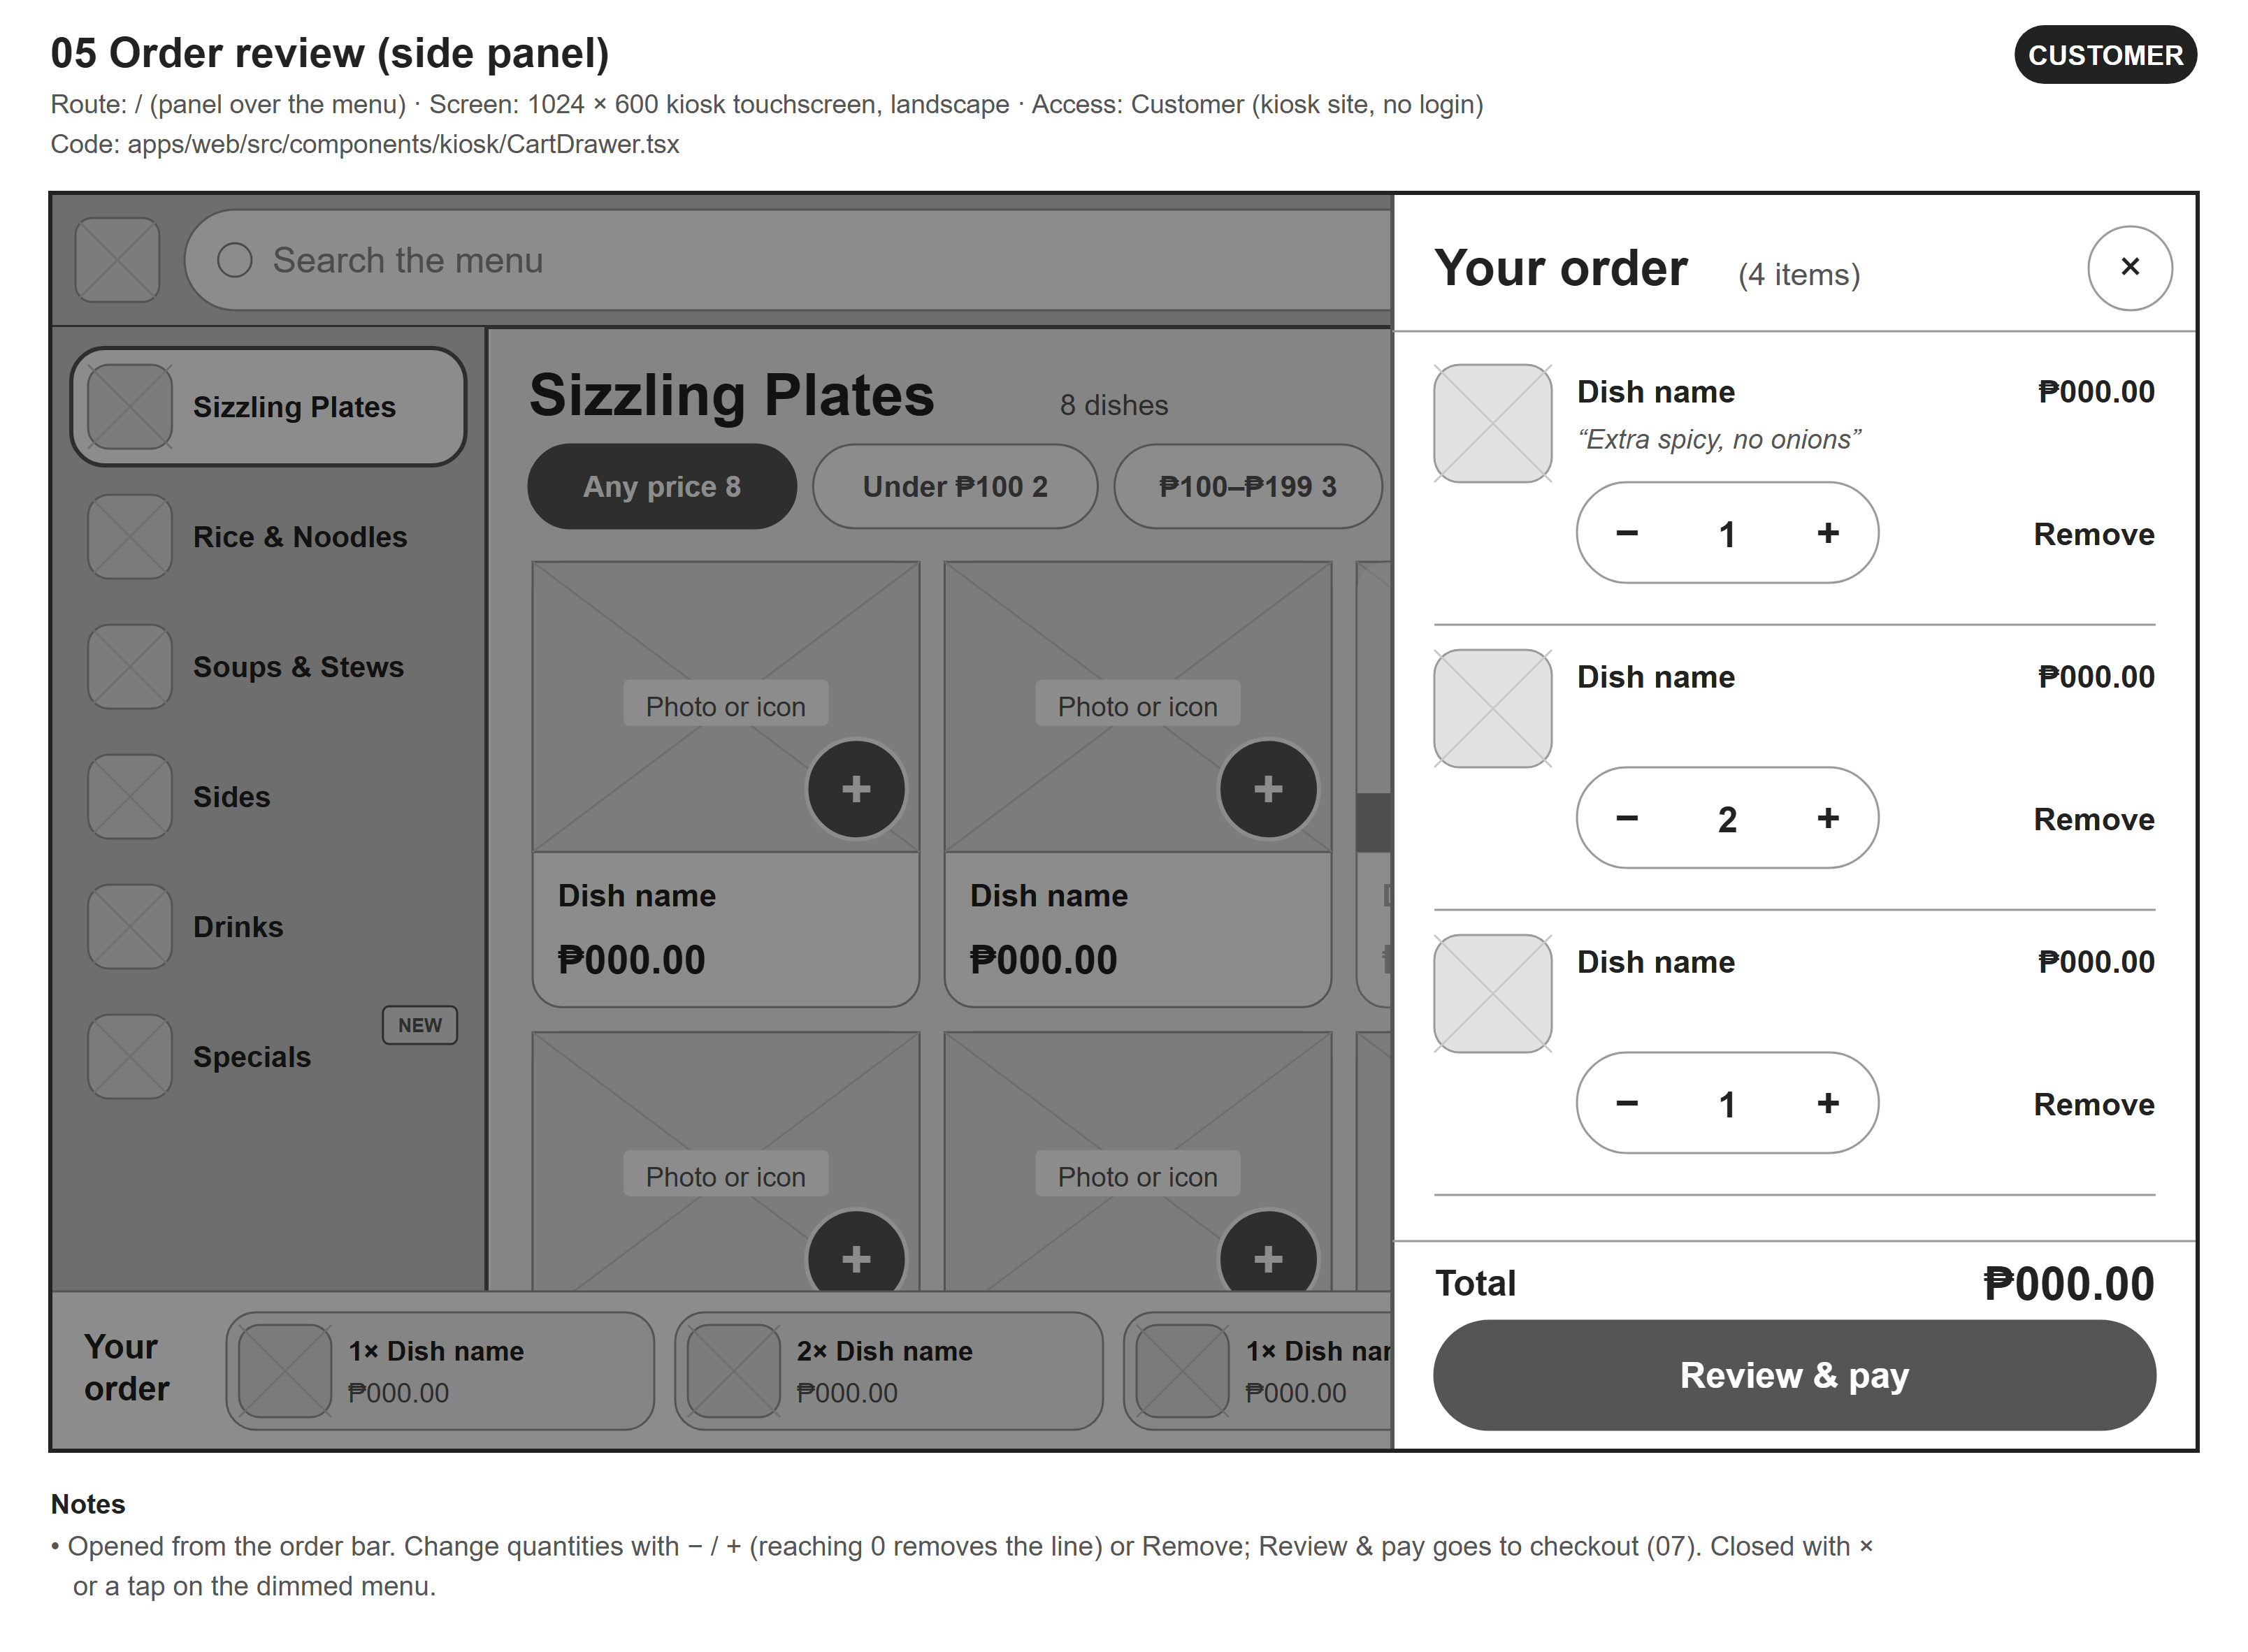 05 Order review (side panel)
CUSTOMER
Route: / (panel over the menu) · Screen: 1024 × 600 kiosk touchscreen, landscape · Access: Customer (kiosk site, no login)
Code: apps/web/src/components/kiosk/CartDrawer.tsx
Search the menu
Sizzling Plates
Rice & Noodles
Soups & Stews
Sides
Drinks
NEW
Specials
Sizzling Plates 8 dishes
Any price 8 Under ₱100 2 ₱100–₱199 3
Photo or icon Photo or icon
+ +
Dish name Dish name
₱000.00 ₱000.00
Photo or icon Photo or icon
+ +
Your
order
1× Dish name
₱000.00
2× Dish name
₱000.00
1× Dish
₱000.00
Your order (4 items) ×
Dish name ₱000.00
“Extra spicy, no onions”
− 1 + Remove
Dish name ₱000.00
− 2 + Remove
Dish name ₱000.00
− 1 + Remove
Total ₱000.00
Review & pay
Notes
• Opened from the order bar. Change quantities with − / + (reaching 0 removes the line) or Remove; Review & pay goes to checkout (07). Closed with ×
or a tap on the dimmed menu.